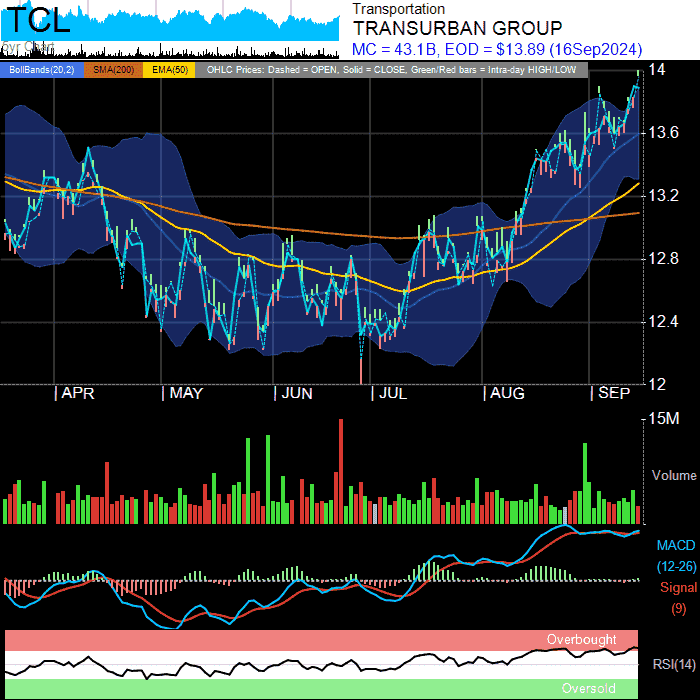 TCL
5yr Chart
Transportation
TRANSURBAN GROUP
MC = 43.1B, EOD = $13.89 (16Sep2024)
BollBands(20,2) SMA(200) EMA(50) OHLC Prices: Dashed = OPEN, Solid = CLOSE, Green/Red bars = Intra-day HIGH/LOW
14
13.6
13.2
12.8
12.4
12
APR MAY JUN JUL AUG SEP
15M
Volume
MACD
(12-26)
Signal
(9)
Overbought
RSI(14)
Oversold